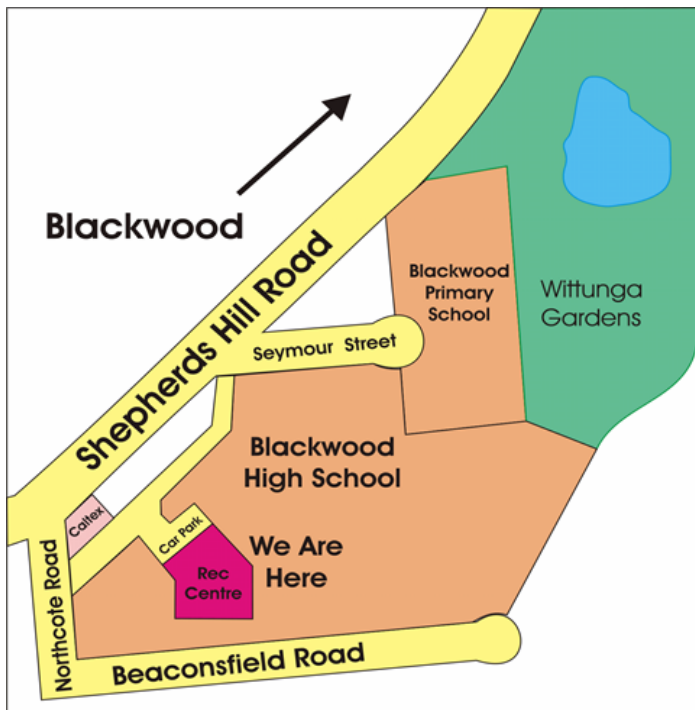 Blackwood
Shepherds Hill Road
Blackwood
Primary
School
Wittunga
Gardens
Seymour Street
Blackwood
High School
Caltex
Car Park
We Are
Here
Rec
Centre
Northcote Road
Beaconsfield Road